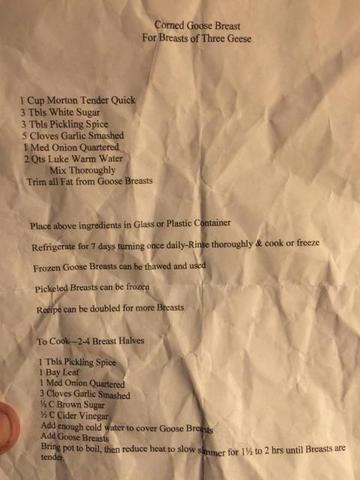 Corned Goose Breast
For Breasts of Three Geese
1 Cup Morton Tender Quick
3 Tbls White Sugar
3 Tbls Pickling Spice
5 Cloves Garlic Smashed
1 Med Onion Quartered
2 Qts Luke Warm Water
Mix Thoroughly
Trim all Fat from Goose Breasts
Place above ingredients in Glass or Plastic Container
Refrigerate for 7 days turning once daily-Rinse thoroughly & cook or freeze
Frozen Goose Breasts can be thawed and used
Pickeled Breasts can be frozen
Recipe can be doubled for more Breasts
To Cook—2-4 Breast Halves
1 Tbls Pickling Spice
1 Bay Leaf
1 Med Onion Quartered
3 Cloves Garlic Smashed
C Brown Sugar
½ C Cider Vinegar
Add enough cold water to cover Goose Breasts
Add Goose Breasts
Bring pot to boil, then reduce heat to slow simmer for 1½ to 2 hrs until Breasts are
tender.